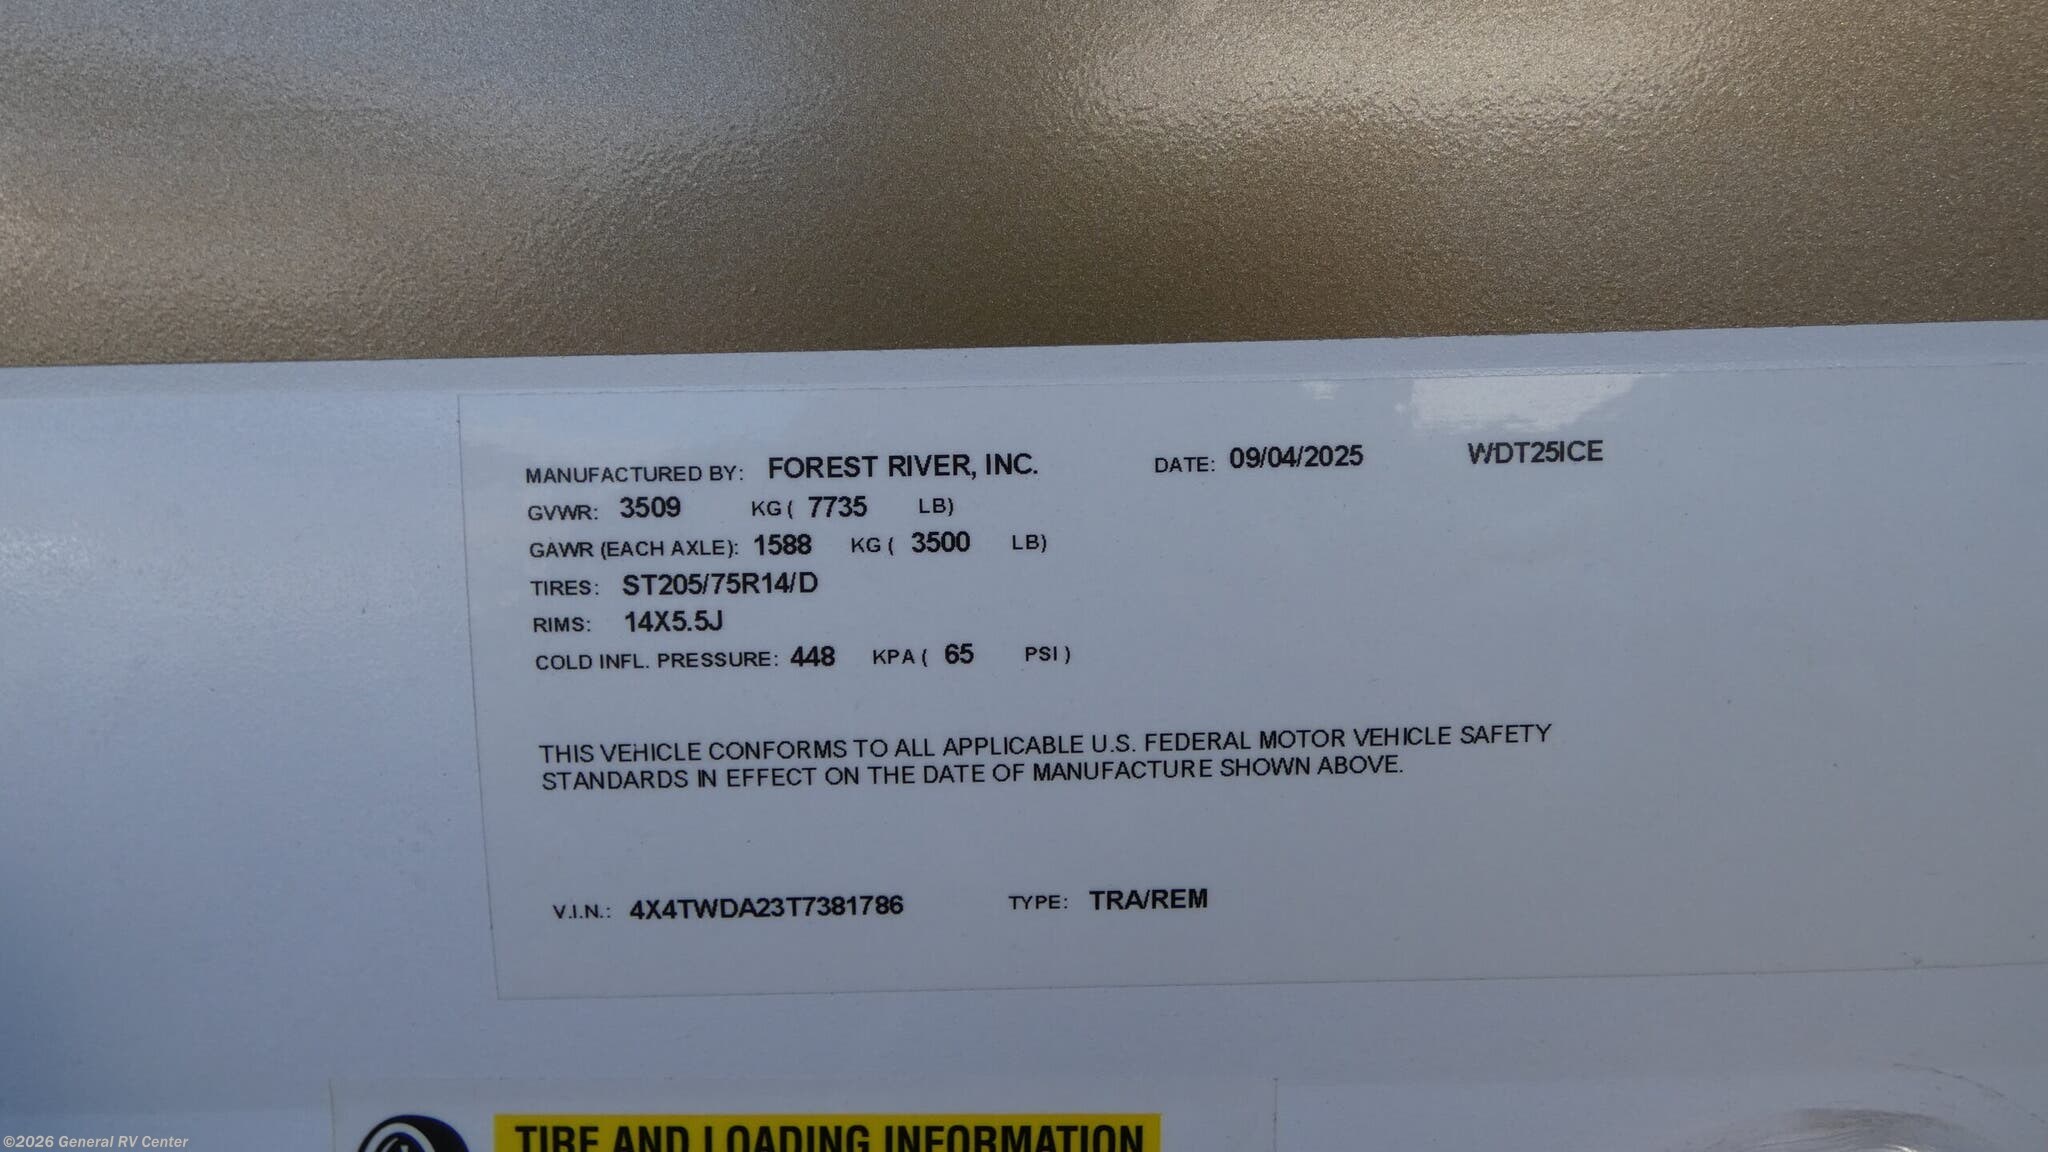 MANUFACTURED BY: FOREST RIVER, INC. DATE: 09/04/2025 WDT25ICE
GVWR: 3509 KG ( 7735 LB)
GAWR (EACH AXLE): 1588 KG ( 3500 LB)
TIRES: ST205/75R14/D
RIMS: 14X5.5J
COLD INFL. PRESSURE: 448 KPA ( 65 PSI )
THIS VEHICLE CONFORMS TO ALL APPLICABLE U.S. FEDERAL MOTOR VEHICLE SAFETY
STANDARDS IN EFFECT ON THE DATE OF MANUFACTURE SHOWN ABOVE.
V.I.N.: 4X4TWDA23T7381786 TYPE: TRA/REM
TIRE AND LOADING INFORMATION
©2026 General RV Center